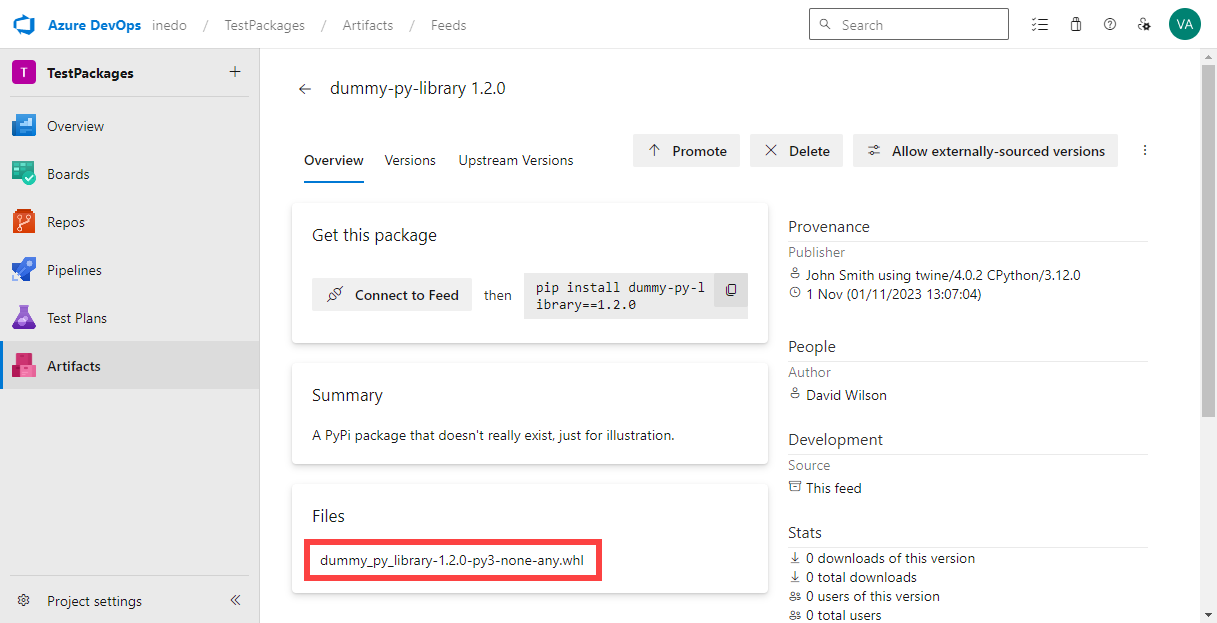 Azure DevOps inedo / TestPackages / Artifacts / Feeds
Search
VA
T TestPackages +
Overview
Boards
Repos
Pipelines
Test Plans
Artifacts
Project settings
dummy-py-library 1.2.0
Overview Versions Upstream Versions
Promote Delete Allow externally-sourced versions
Get this package
Connect to Feed then
pip install dummy-py-l
ibrary==1.2.0
Summary
A PyPi package that doesn't really exist, just for illustration.
Files
dummy_py_library-1.2.0-py3-none-any.whl
Provenance
Publisher
John Smith using twine/4.0.2 CPython/3.12.0
1 Nov (01/11/2023 13:07:04)
People
Author
David Wilson
Development
Source
This feed
Stats
0 downloads of this version
0 total downloads
0 users of this version
0 total users